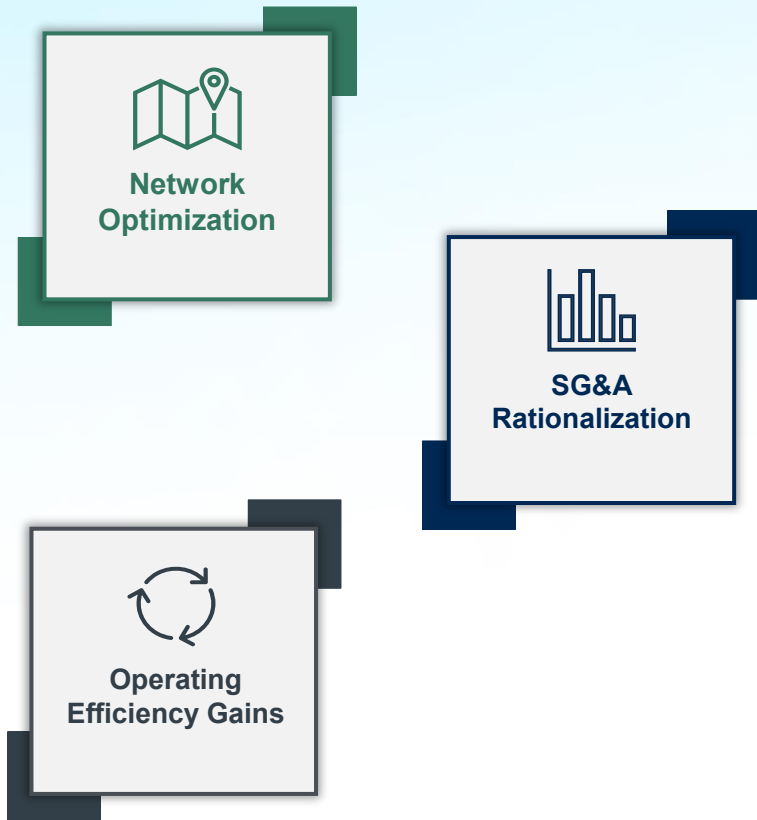 Network
Optimization
SG&A
Rationalization
Operating
Efficiency Gains